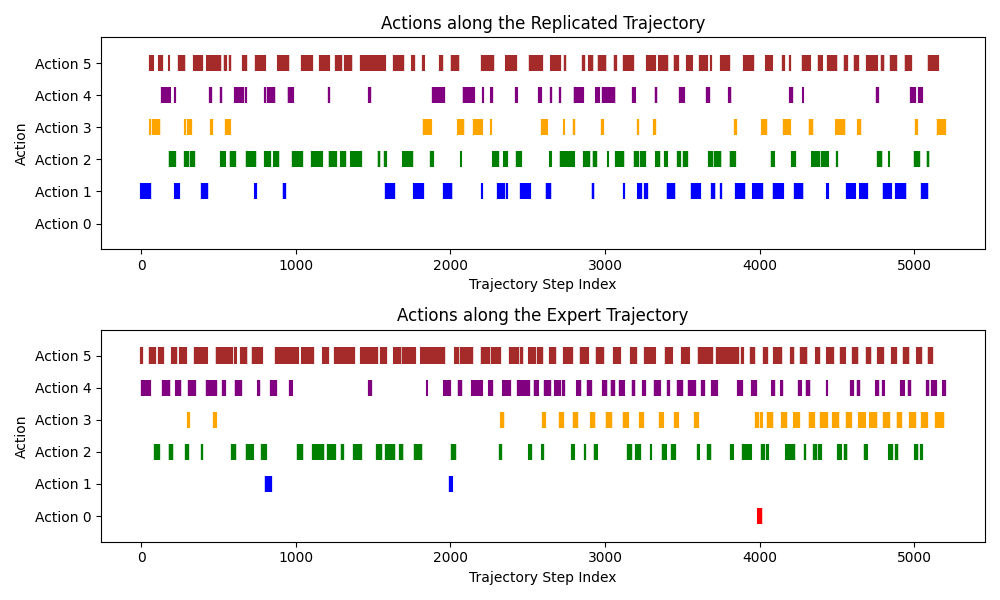 Actions along the Replicated Trajectory
Action 5
Action 4
Action 3
Action 2
Action 1
Action 0
Action
0 1000 2000 3000 4000 5000
Trajectory Step Index
Actions along the Expert Trajectory
Action 5
Action 4
Action 3
Action 2
Action 1
Action 0
Action
0 1000 2000 3000 4000 5000
Trajectory Step Index